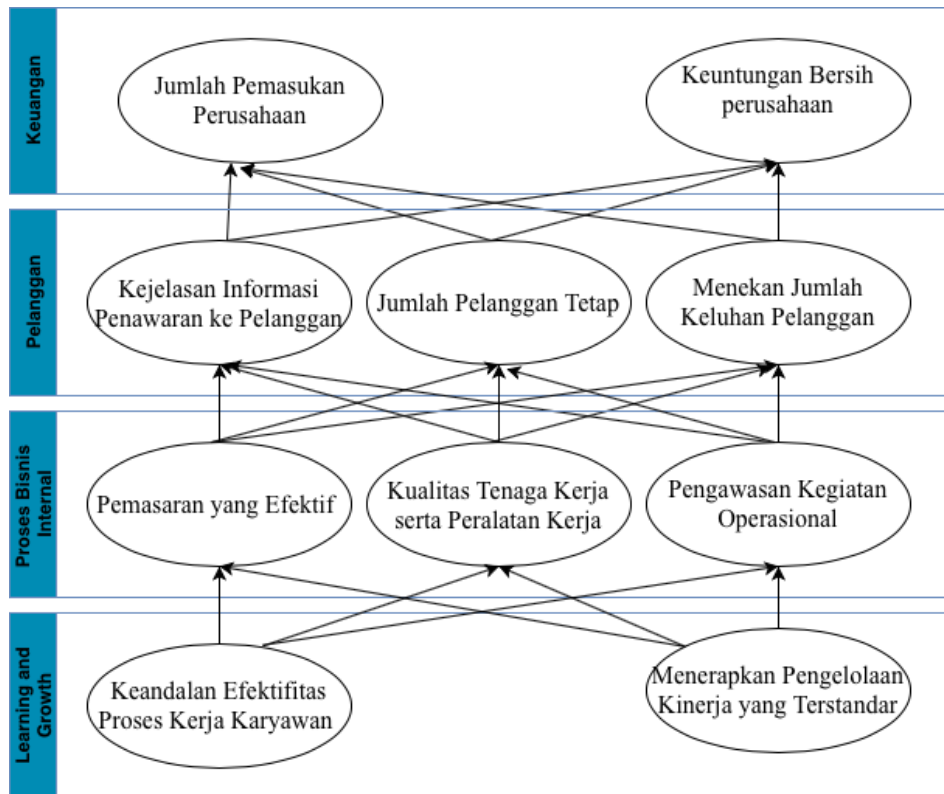 Keuangan
Jumlah Pemasukan
Perusahaan
Keuntungan Bersih
perusahaan
Pelanggan
Kejelasan Informasi
Penawaran ke Pelanggan
Jumlah Pelanggan Tetap
Menekan Jumlah
Keluhan Pelanggan
Proses Bisnis
Internal
Pemasaran yang Efektif
Kualitas Tenaga Kerja
serta Peralatan Kerja
Pengawasan Kegiatan
Operasional
Learning and
Growth
Keandalan Efektifitas
Proses Kerja Karyawan
Menerapkan Pengelolaan
Kinerja yang Terstandar